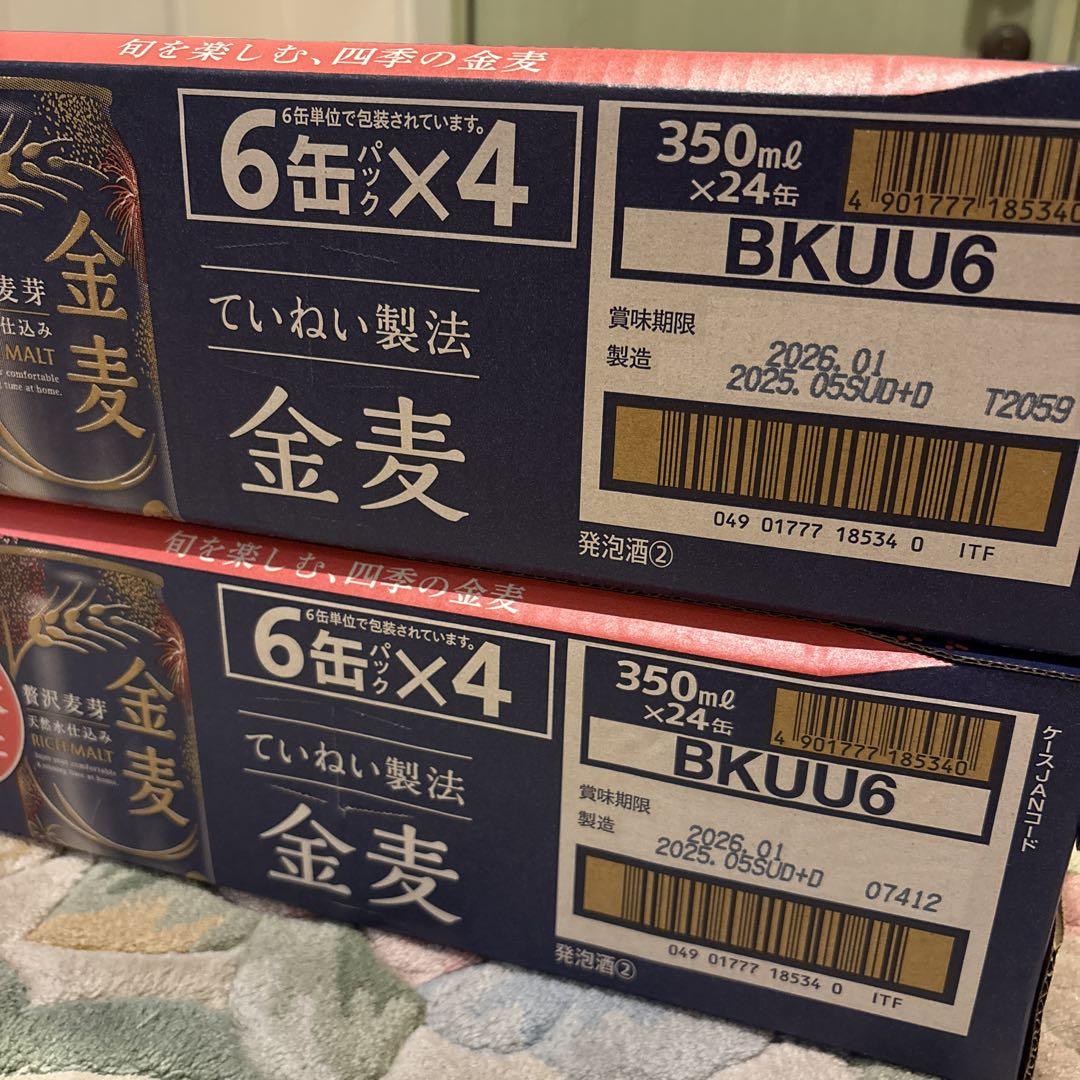 旬を楽しむ、四季の金麦
6缶単位で包装されています。
6缶パック×4
ていねい製法
金麦
金麦
麦芽
仕込み
MALT
comfortable
time at home.
350ml
×24缶
4 901777 185340
BKUU6
賞味期限
製造
2026.01
2025.05SUD+D
T2059
049 01777 18534 0 ITF
発泡酒②
旬を楽しむ、四季の金麦
6缶単位で包装されています。
6缶パック×4
ていねい製法
金麦
金麦
贅沢麦芽
天然水仕込み
RICH MALT
350ml
×24缶
4 901777 185340
BKUU6
賞味期限
製造
2026.01
2025.05SUD+D
07412
049 01777 18534 0 ITF
発泡酒②
ケースJANコード